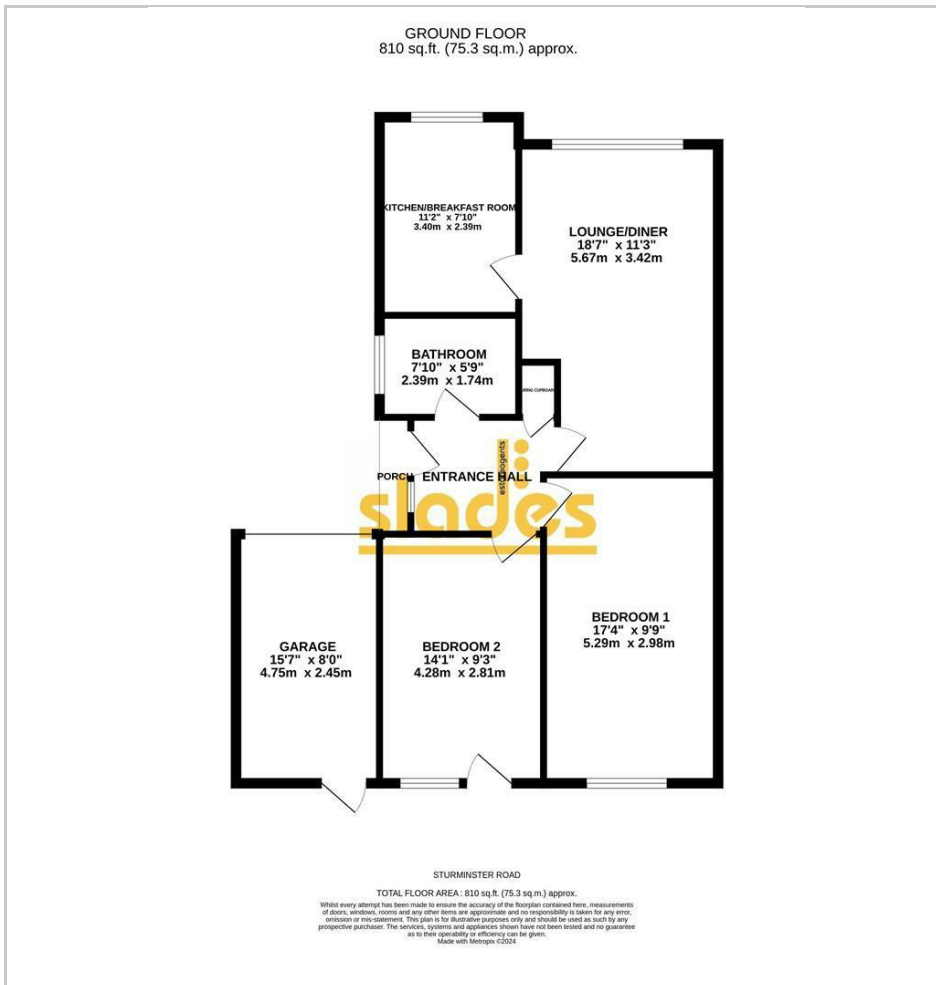 GROUND FLOOR
810 sq.ft. (75.3 sq.m.) approx.
KITCHEN/BREAKFAST ROOM
11'2" x 7'10"
3.40m x 2.39m
LOUNGE/DINER
18'7" x 11'3"
5.67m x 3.42m
BATHROOM
7'10" x 5'9"
2.39m x 1.74m
CUPBOARD
PORCH
ENTRANCE HALL
estate agents
slades
GARAGE
15'7" x 8'0"
4.75m x 2.45m
BEDROOM 2
14'1" x 9'3"
4.28m x 2.81m
BEDROOM 1
17'4" x 9'9"
5.29m x 2.98m
STURMINSTER ROAD
TOTAL FLOOR AREA : 810 sq.ft. (75.3 sq.m.) approx.
Whilst every attempt has been made to ensure the accuracy of the floorplan contained here, measurements
of doors, windows, rooms and any other items are approximate and no responsibility is taken for any error,
omission or mis-statement. This plan is for illustrative purposes only and should be used as such by any
prospective purchaser. The services, systems and appliances shown have not been tested and no guarantee
as to their operability or efficiency can be given.
Made with Metropix ©2024